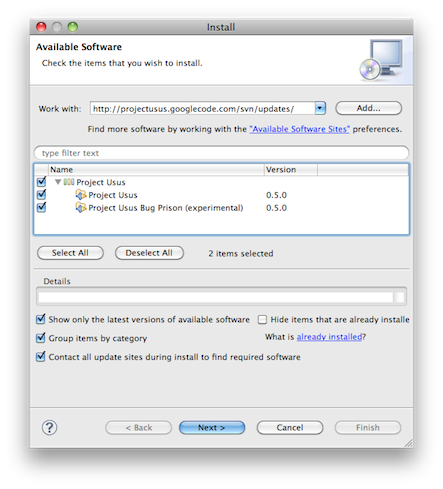 Install
Available Software
Check the items that you wish to install.
Work with: http://projectusus.googlecode.com/svn/updates/ Add...
Find more software by working with the "Available Software Sites" preferences.
type filter text
Name Version
Project Usus
Project Usus 0.5.0
Project Usus Bug Prison (experimental) 0.5.0
Select All Deselect All 2 items selected
Details
Show only the latest versions of available software Hide items that are already installe
Group items by category What is already installed?
Contact all update sites during install to find required software
? < Back Next > Cancel Finish